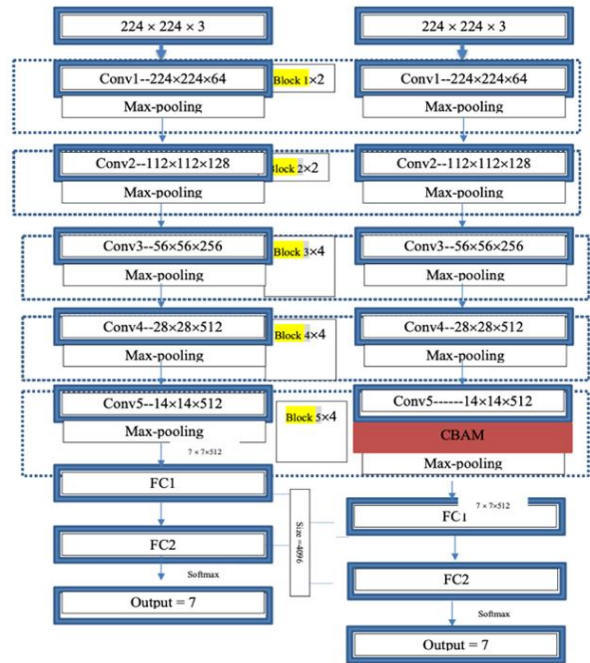 224 × 224 × 3
224 × 224 × 3
Conv1--224×224×64
Block 1×2
Conv1--224×224×64
Max-pooling
Max-pooling
Conv2--112×112×128
Block 2×2
Conv2--112×112×128
Max-pooling
Max-pooling
Conv3--56×56×256
Block 3×4
Conv3--56×56×256
Max-pooling
Max-pooling
Conv4--28×28×512
Block 4×4
Conv4--28×28×512
Max-pooling
Max-pooling
Conv5--14×14×512
Block 5×4
Conv5------14×14×512
Max-pooling
CBAM
7 × 7×512
Max-pooling
FC1
7 × 7×512
FC1
Size =4096
FC2
FC2
Softmax
Output = 7
Softmax
Output = 7